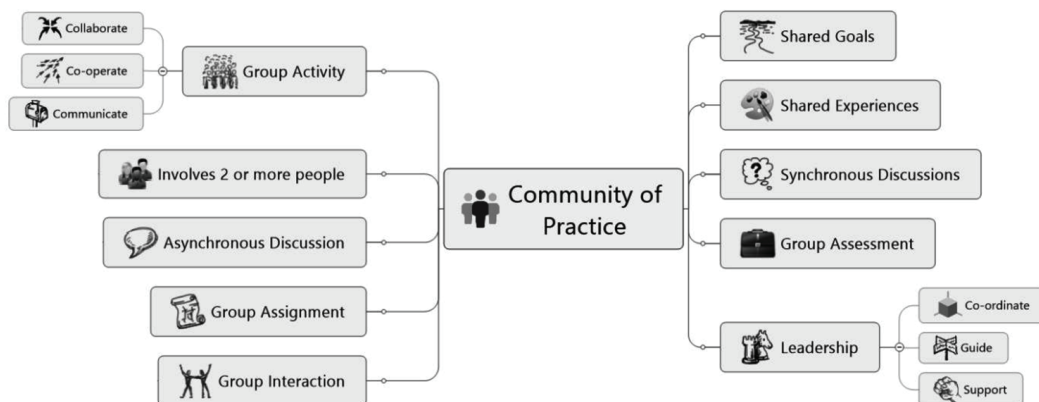 Collaborate
Co-operate
Communicate
Group Activity
Involves 2 or more people
Asynchronous Discussion
Group Assignment
Group Interaction
Community of
Practice
Shared Goals
Shared Experiences
Synchronous Discussions
Group Assessment
Leadership
Co-ordinate
Guide
Support